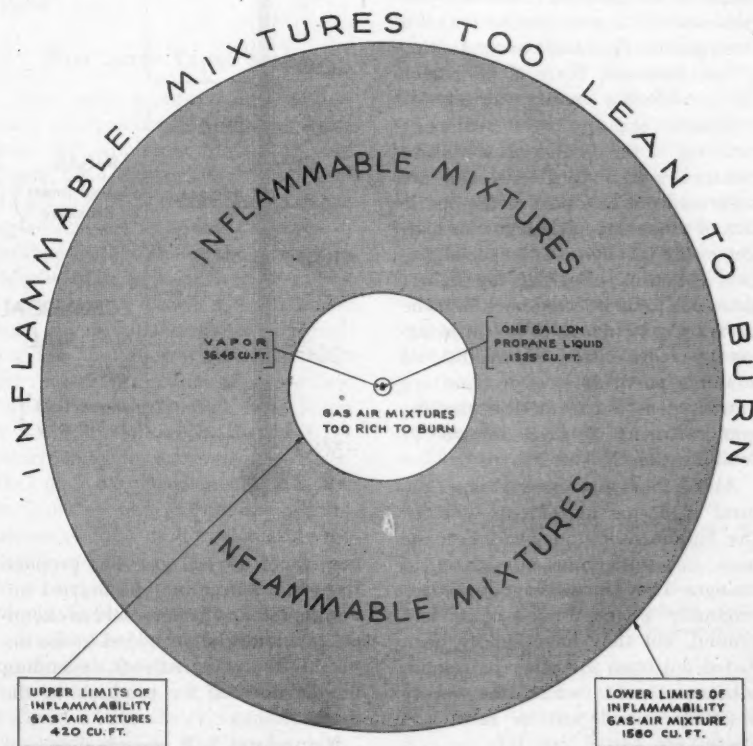 INFLAMMABLE MIXTURES TOO LEAN TO BURN
INFLAMMABLE MIXTURES
VAPOR
36.45 CU.FT.
ONE GALLON
PROPANE LIQUID
.1335 CU.FT.
GAS AIR MIXTURES
TOO RICH TO BURN
INFLAMMABLE MIXTURES
UPPER LIMITS OF
INFLAMMABILITY
GAS-AIR MIXTURES
420 CU.FT.
LOWER LIMITS OF
INFLAMMABILITY
GAS-AIR MIXTURE
1560 CU.FT.